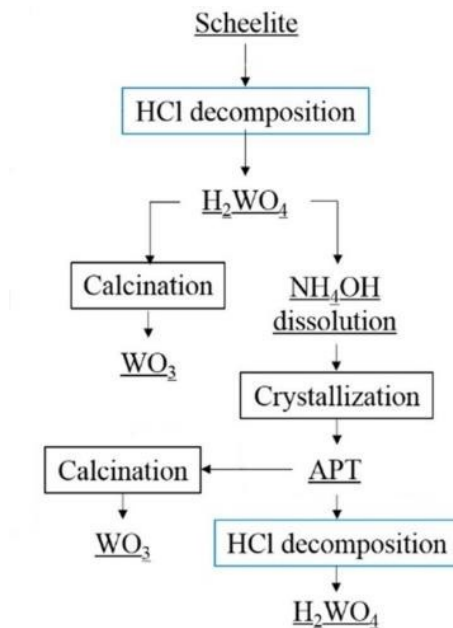 Scheelite
HCl decomposition
H₂WO₄
Calcination
WO₃
NH₄OH
dissolution
Crystallization
Calcination
APT
WO₃
HCl decomposition
H₂WO₄